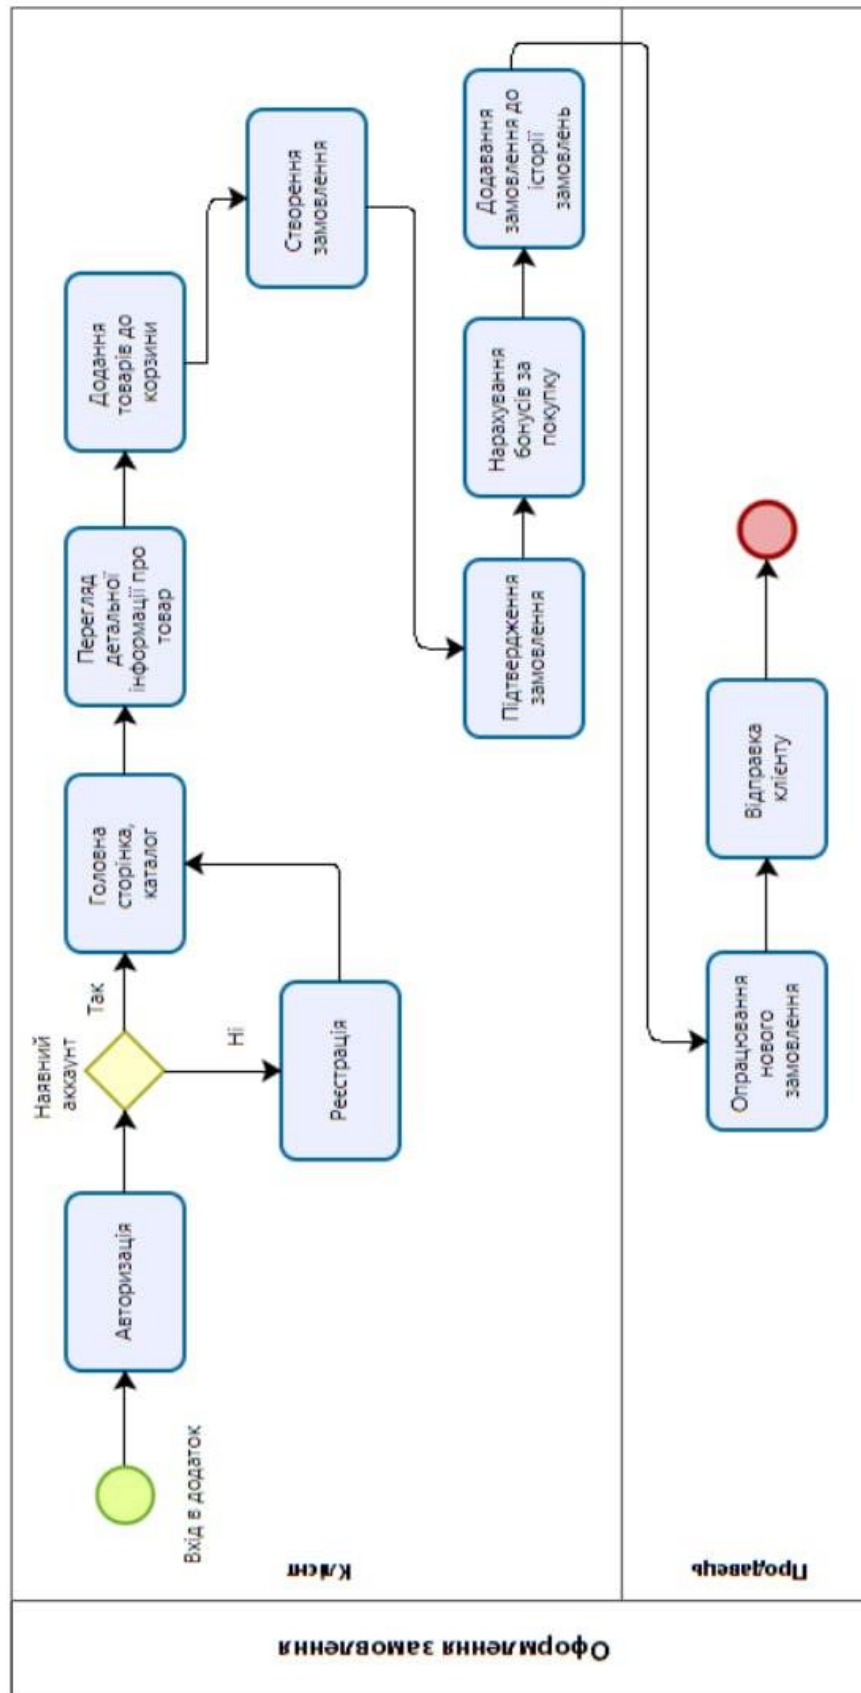 Оформлення замовлення
Клієнт
Продавець
Вхід в додаток
Авторизація
Наявний
аккаунт
Так
Ні
Реєстрація
Головна
сторінка,
каталог
Перегляд
детальної
інформації про
товар
Додання
товарів до
корзини
Створення
замовлення
Підтвердження
замовлення
Нарахування
бонусів за
покупку
Додавання
замовлення до
історії
замовлень
Опрацювання
нового
замовлення
Відправка
клієнту